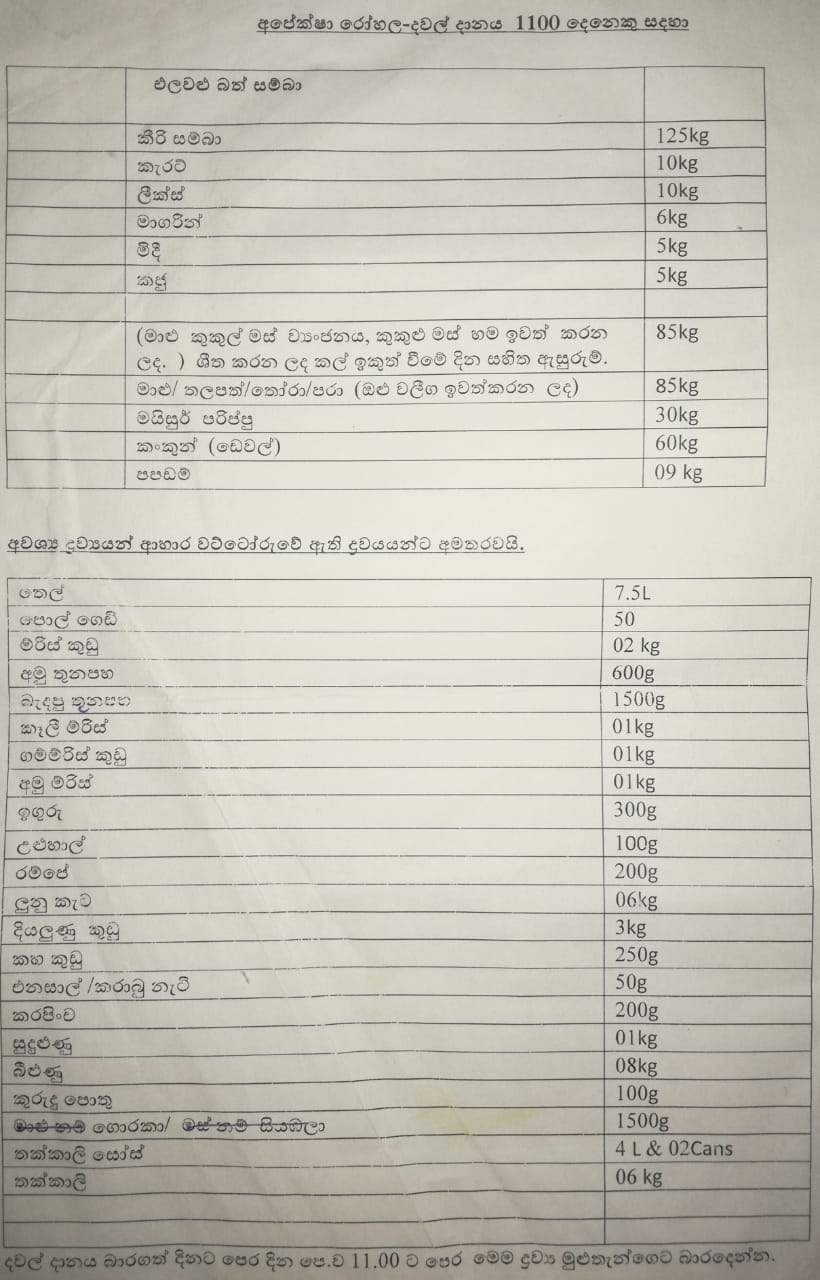 අපේක්ෂා රෝහල-දවල් දානය 1100 දෙනෙකු සදහා
එලවළු බත් සම්බා
කීරි සම්බා 125kg
කැරට් 10kg
ලීක්ස් 10kg
මාගරින් 6kg
මිදී 5kg
කජු 5kg
(මාළු කුකුල් මස් ව්‍යංජනය, කුකුළු මස් හම ඉවත් කරන 85kg
ලද. ) ශීත කරන ලද කල් ඉකුත් වීමේ දින සහිත ඇසුරුම්.
මාළු/ තලපත්/තෝරා/පරා (ඔළු වලිග ඉවත්කරන ලද) 85kg
මයිසුර් පරිප්පු 30kg
කංකුන් (ඩෙවල්) 60kg
පපඩම් 09 kg
අවශ්‍ය ද්‍රව්‍යයන් ආහාර වට්ටෝරුවේ ඇති ද්‍රවයයන්ට අමතරවයි.
තෙල් 7.5L
පොල් ගෙඩි 50
මිරිස් කුඩු 02 kg
අමු තුනපහ 600g
බැදපු තුනපහ 1500g
කෑලි මිරිස් 01kg
ගම්මිරිස් කුඩු 01kg
අමු මිරිස් 01kg
ඉගුරු 300g
උළුහාල් 100g
රම්පේ 200g
ලුනු කැට 06kg
දියලුණු කුඩු 3kg
කහ කුඩු 250g
එනසාල් /කරාබු නැටි 50g
කරපිංච 200g
සුදුළුණු 01kg
බීළුණු 08kg
කුරුදු පොතු 100g
මාළු නම් ගොරකා/ මස් නම් සියඹලා 1500g
තක්කාලි සෝස් 4 L & 02Cans
තක්කාලි 06 kg
දවල් දානය බාරගත් දිනට පෙර දින පෙ.ව 11.00 ට පෙර මෙම ද්‍රව්‍ය මුළුතැන්ගෙට බාරදෙන්න.